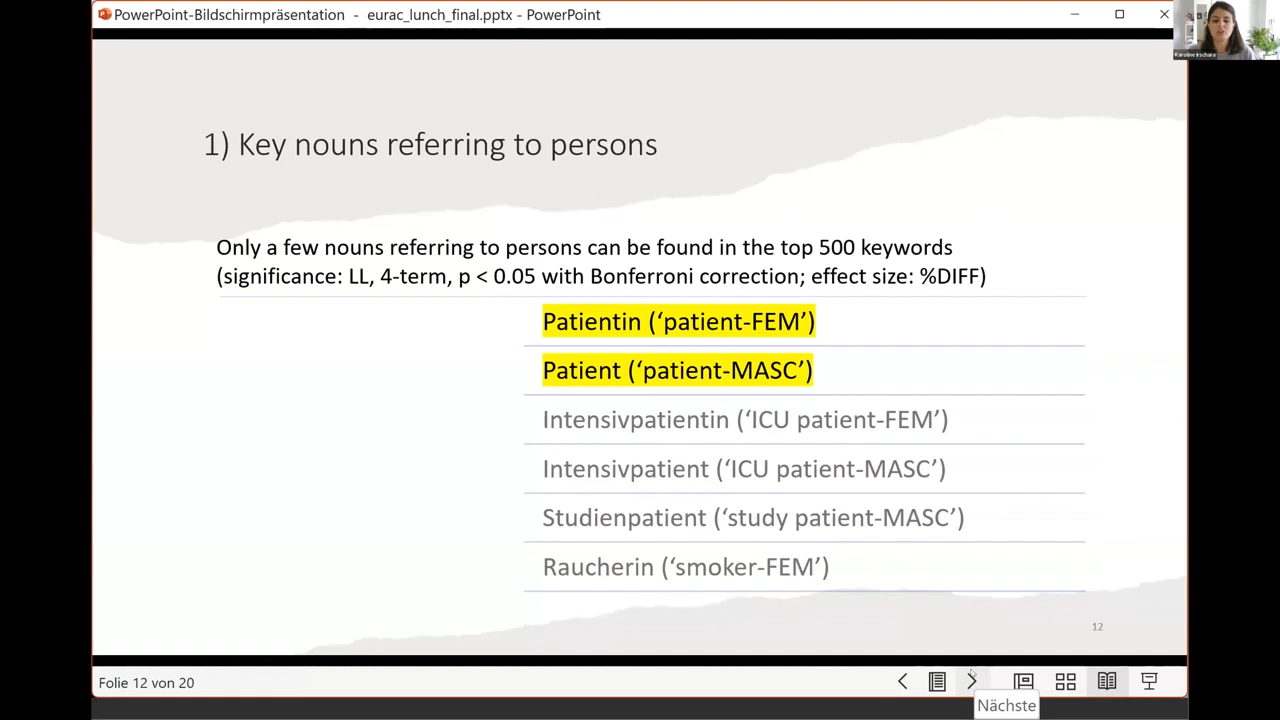 PowerPoint-Bildschirmpräsentation - eurac_lunch_final.pptx - PowerPoint
Karoline Irschara
1) Key nouns referring to persons
Only a few nouns referring to persons can be found in the top 500 keywords
(significance: LL, 4-term, p < 0.05 with Bonferroni correction; effect size: %DIFF)
Patientin (‘patient-FEM’)
Patient (‘patient-MASC’)
Intensivpatientin (‘ICU patient-FEM’)
Intensivpatient (‘ICU patient-MASC’)
Studienpatient (‘study patient-MASC’)
Raucherin (‘smoker-FEM’)
12
Folie 12 von 20
Nächste